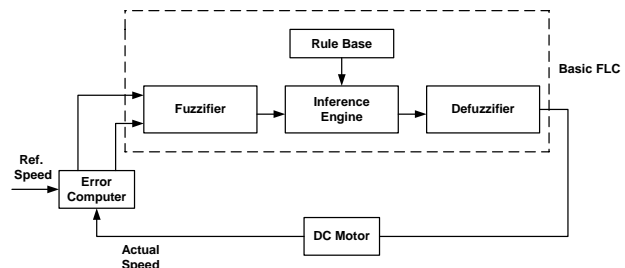 Rule Base
Basic FLC
Fuzzifier
Inference
Engine
Defuzzifier
Ref.
Speed
Error
Computer
DC Motor
Actual
Speed